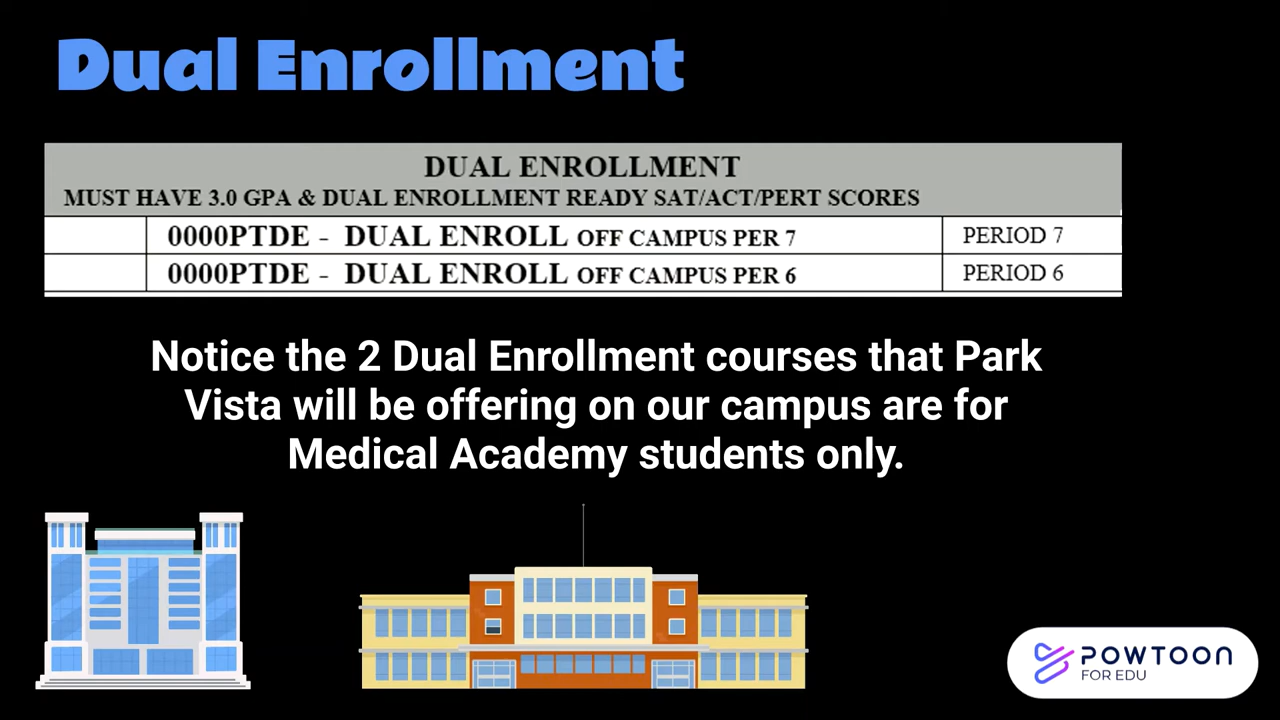 Dual Enrollment
DUAL ENROLLMENT
MUST HAVE 3.0 GPA & DUAL ENROLLMENT READY SAT/ACT/PERT SCORES
0000PTDE - DUAL ENROLL OFF CAMPUS PER 7 PERIOD 7
0000PTDE - DUAL ENROLL OFF CAMPUS PER 6 PERIOD 6
Notice the 2 Dual Enrollment courses that Park
Vista will be offering on our campus are for
Medical Academy students only.
POWTOON
FOR EDU